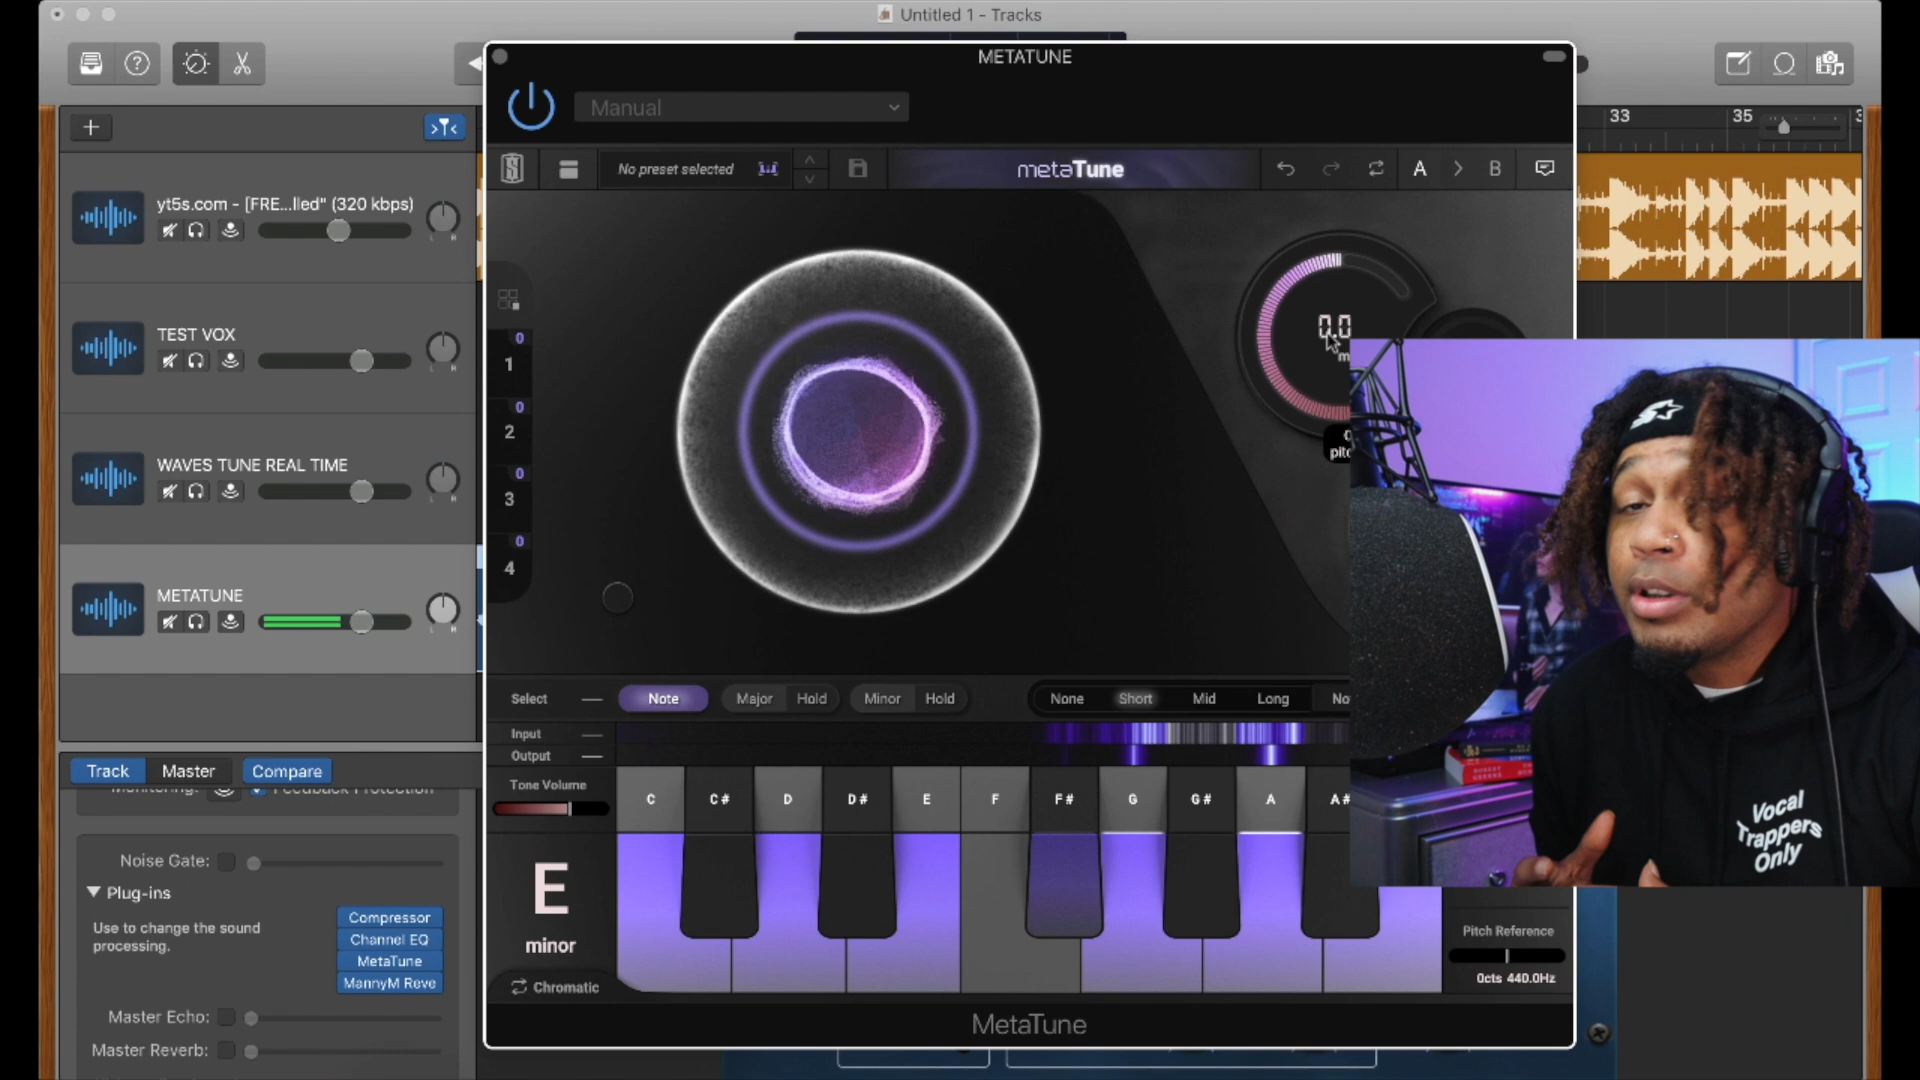 Untitled 1 - Tracks
METATUNE
Manual
33
35
No preset selected
metaTune
A
B
yt5s.com - [FRE...lled" (320 kbps)
L R
TEST VOX
L R
WAVES TUNE REAL TIME
L R
METATUNE
L R
0
1
0
2
0
3
0
4
0.0
Select
Note
Major
Hold
Minor
Hold
None
Short
Mid
Long
Input
Output
Tone Volume
C
C#
D
D#
E
F
F#
G
G#
A
A#
E
minor
Chromatic
Pitch Reference
0cts 440.0Hz
MetaTune
Track
Master
Compare
Monitoring:
Feedback Protection
Noise Gate:
Plug-ins
Use to change the sound
processing.
Compressor
Channel EQ
MetaTune
MannyM Reve
Master Echo:
Master Reverb:
Vocal
Trappers
Only